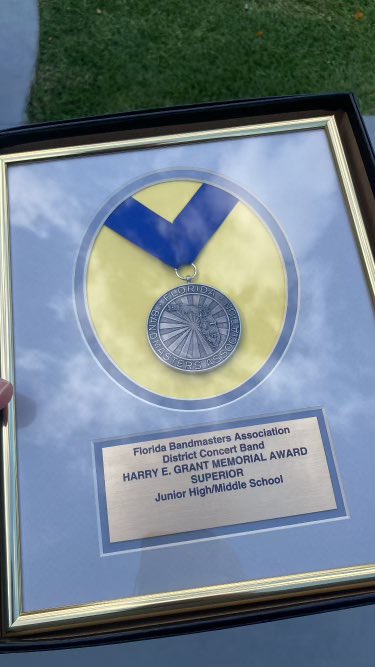 FLORIDA
BANDMASTERS ASSOCIATION
Florida Bandmasters Association
District Concert Band
HARRY E. GRANT MEMORIAL AWARD
SUPERIOR
Junior High/Middle School